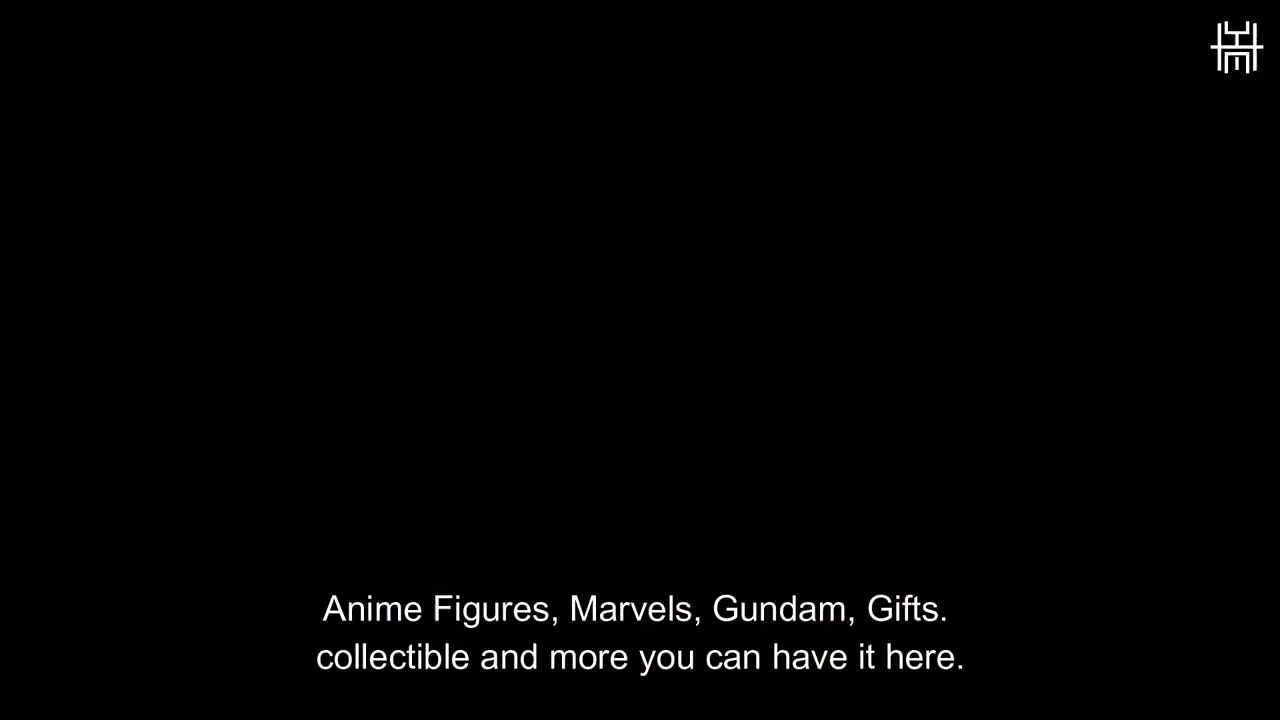 Anime Figures, Marvels, Gundam, Gifts.
collectible and more you can have it here.